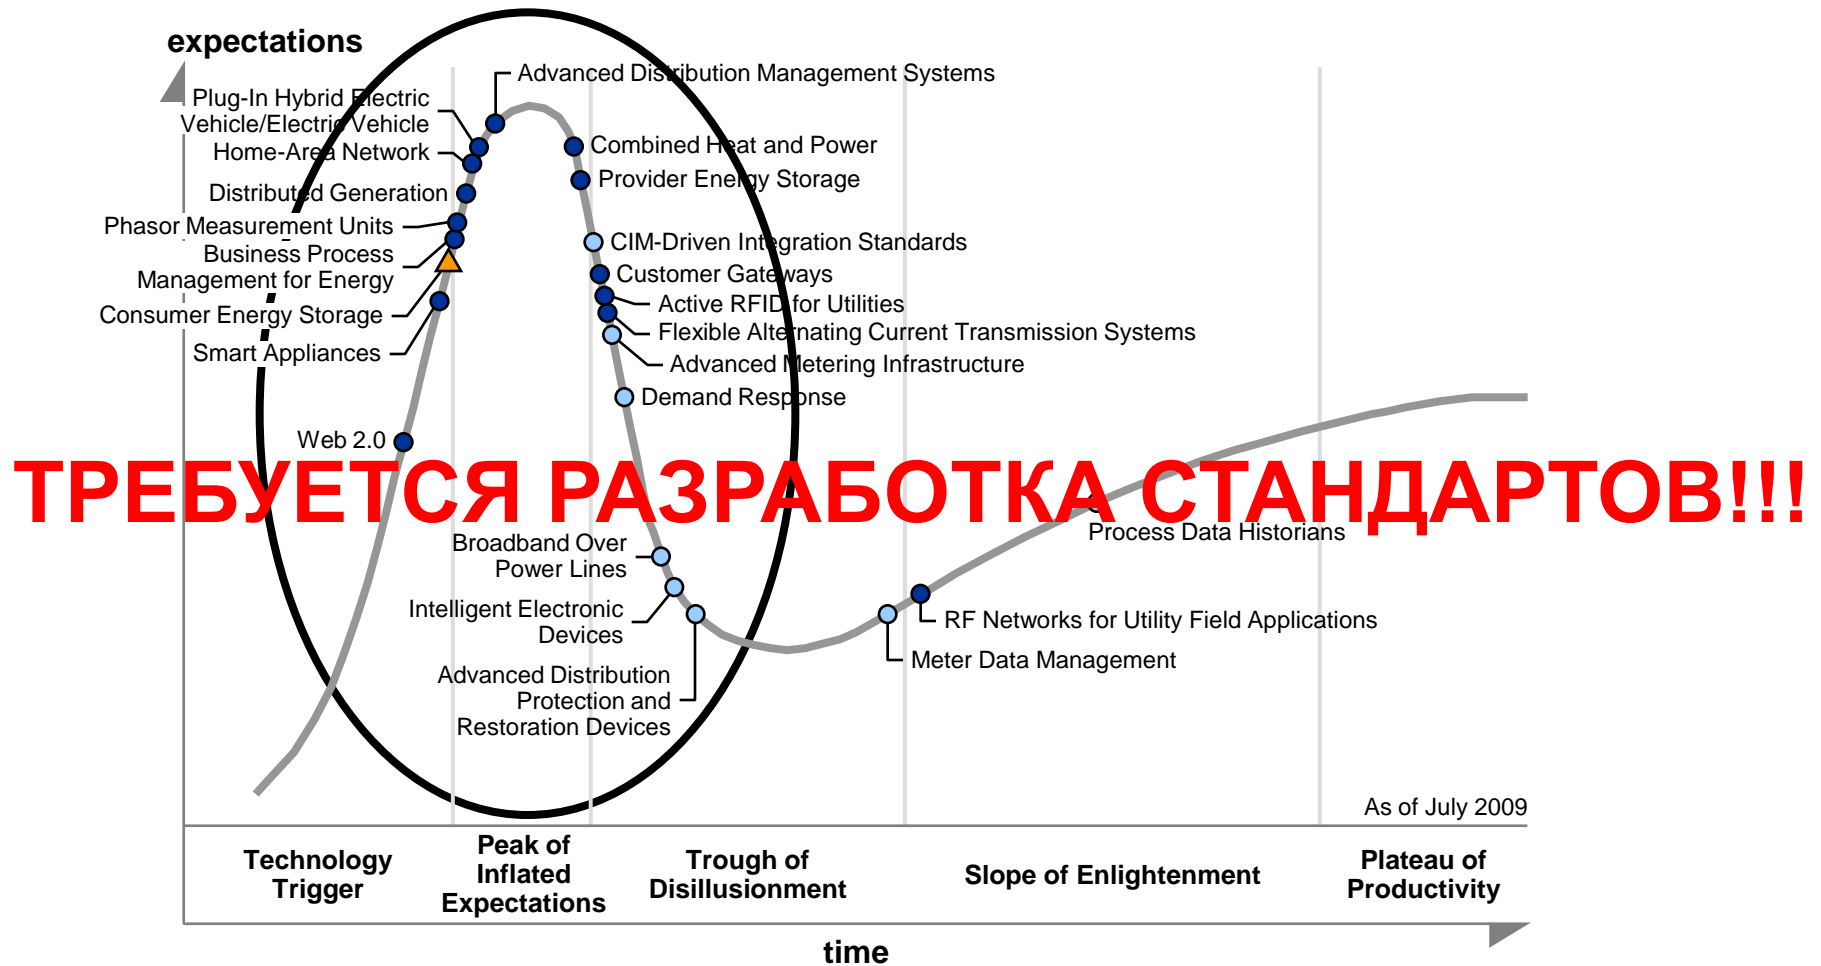 expectations
Advanced Distribution Management Systems
Plug-In Hybrid Electric
Vehicle/Electric Vehicle
Home-Area Network
Distributed Generation
Phasor Measurement Units
Business Process
Management for Energy
Consumer Energy Storage
Smart Appliances
Web 2.0
Combined Heat and Power
Provider Energy Storage
CIM-Driven Integration Standards
Customer Gateways
Active RFID for Utilities
Flexible Alternating Current Transmission Systems
Advanced Metering Infrastructure
Demand Response
ТРЕБУЕТСЯ РАЗРАБОТКА СТАНДАРТОВ!!!
Process Data Historians
Broadband Over
Power Lines
Intelligent Electronic
Devices
Advanced Distribution
Protection and
Restoration Devices
RF Networks for Utility Field Applications
Meter Data Management
As of July 2009
Technology
Trigger
Peak of
Inflated
Expectations
Trough of
Disillusionment
Slope of Enlightenment
Plateau of
Productivity
time